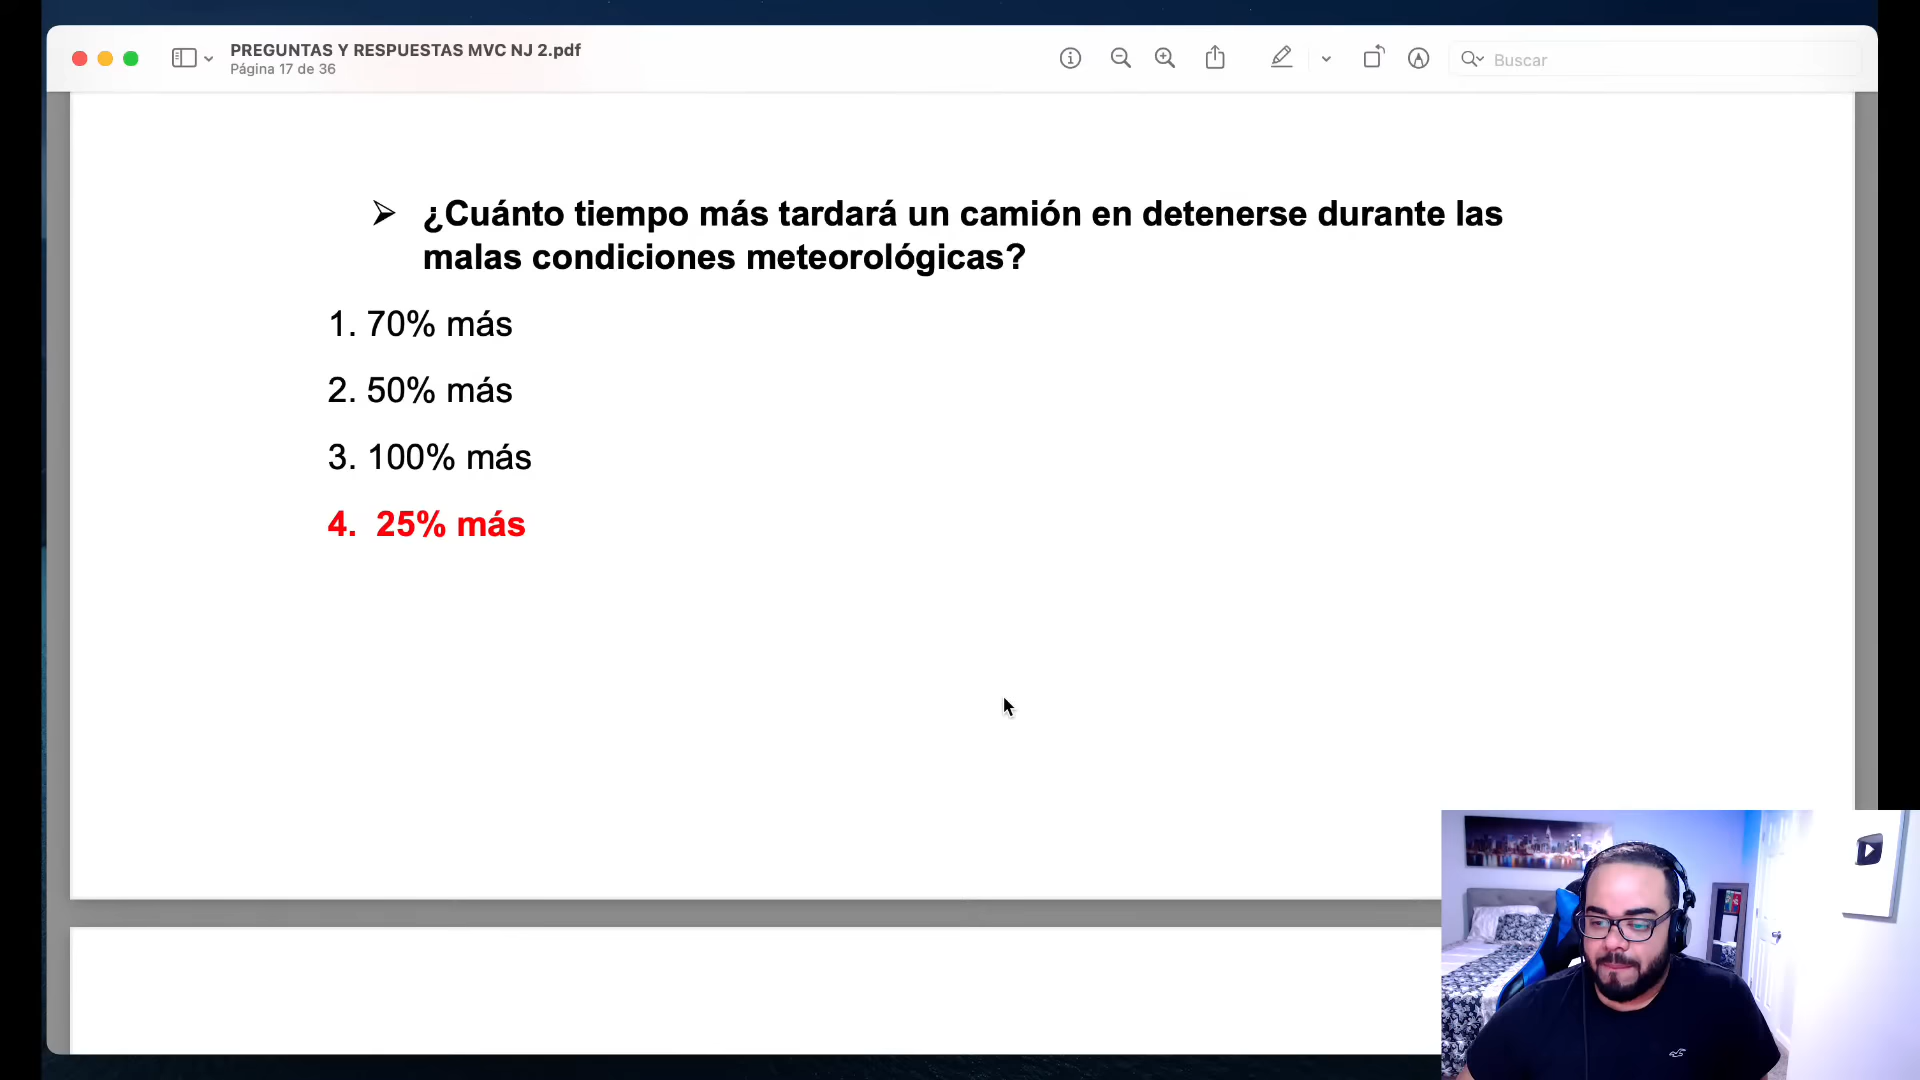 PREGUNTAS Y RESPUESTAS MVC NJ 2.pdf
Página 17 de 36
Buscar
➢ ¿Cuánto tiempo más tardará un camión en detenerse durante las
malas condiciones meteorológicas?
1. 70% más
2. 50% más
3. 100% más
4. 25% más